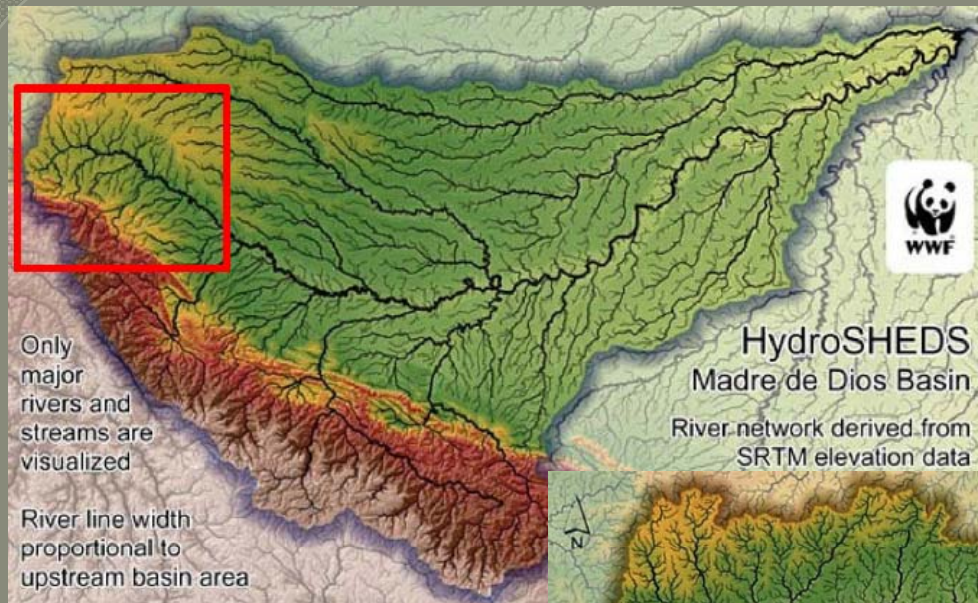 WWF
HydroSHEDS
Madre de Dios Basin
River network derived from
SRTM elevation data
Only
major
rivers and
streams are
visualized
River line width
proportional to
upstream basin area
N